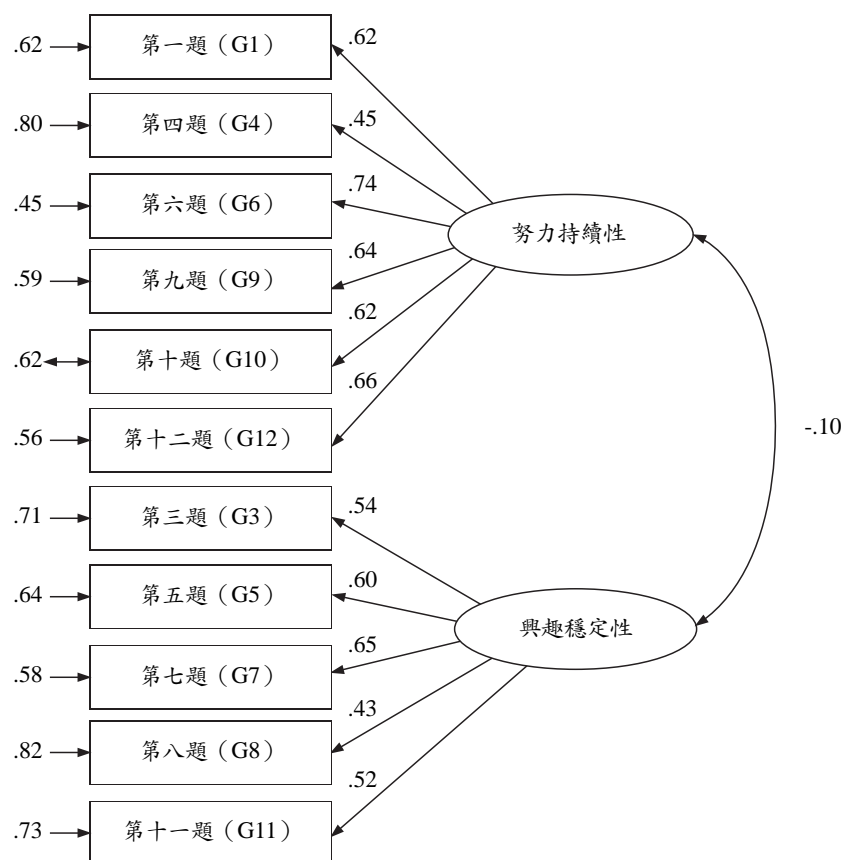 .62 第一題（G1） .62
.80 第四題（G4） .45
.45 第六題（G6） .74
努力持續性
.59 第九題（G9） .64
.62 第十題（G10） .62
.56 第十二題（G12） .66
-.10
.71 第三題（G3） .54
.64 第五題（G5） .60
興趣穩定性
.58 第七題（G7） .65
.82 第八題（G8） .43
.73 第十一題（G11） .52